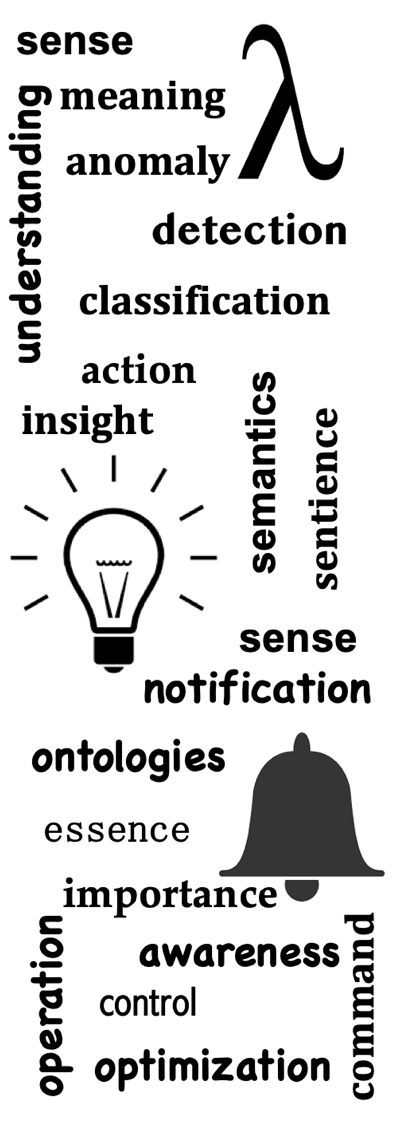 sense
λ
meaning
understanding
anomaly
detection
classification
action
insight
semantics
sentience
sense
notification
ontologies
essence
importance
operation
awareness
command
control
optimization